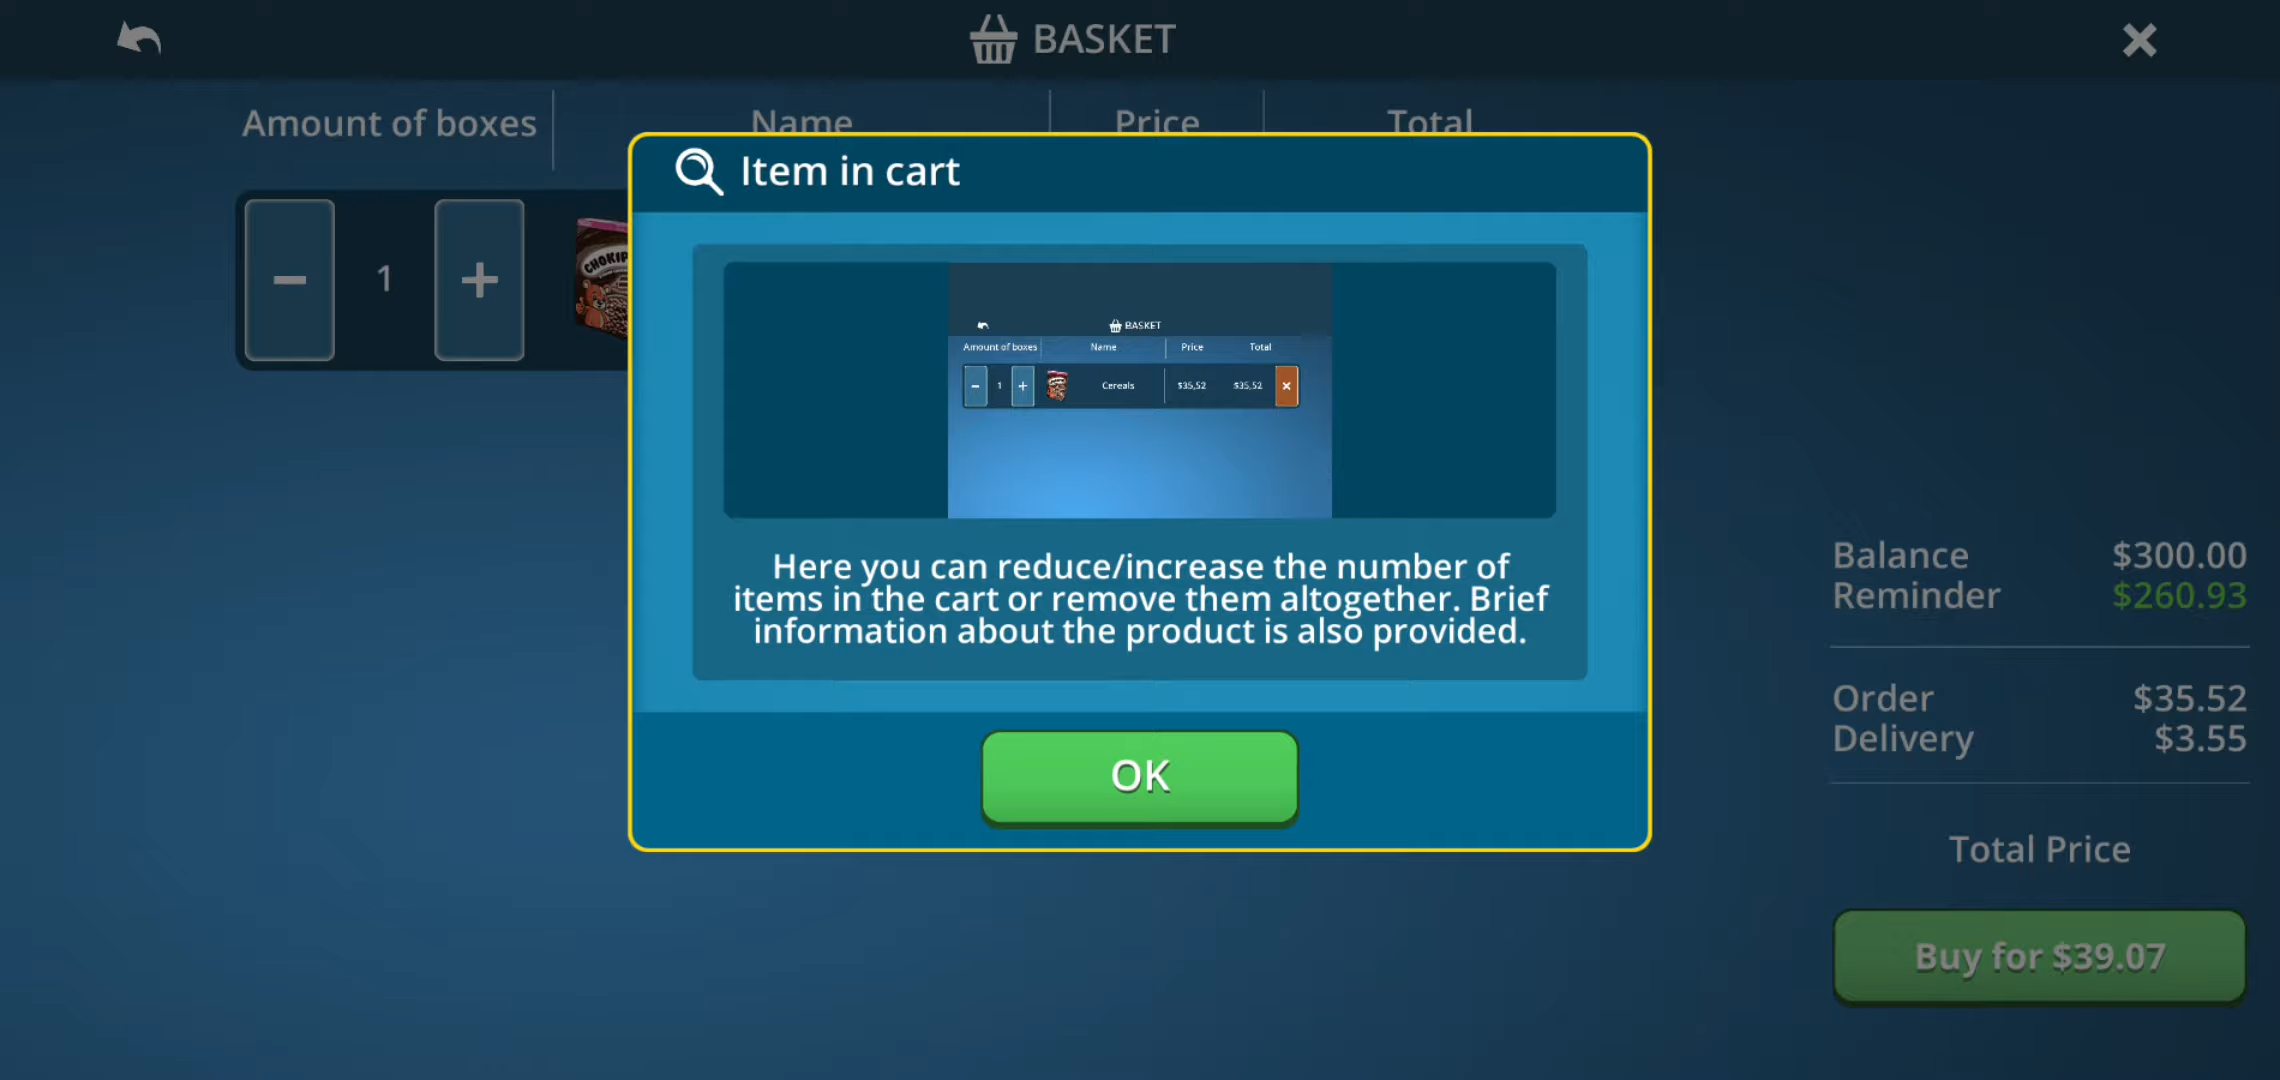 BASKET
Amount of boxes
Name
Price
Total
Item in cart
1
BASKET
Amount of boxes
Name
Price
Total
1
Cereals
$35,52
$35,52
Here you can reduce/increase the number of
items in the cart or remove them altogether. Brief
information about the product is also provided.
OK
Balance $300.00
Reminder $260.93
Order $35.52
Delivery $3.55
Total Price
Buy for $39.07